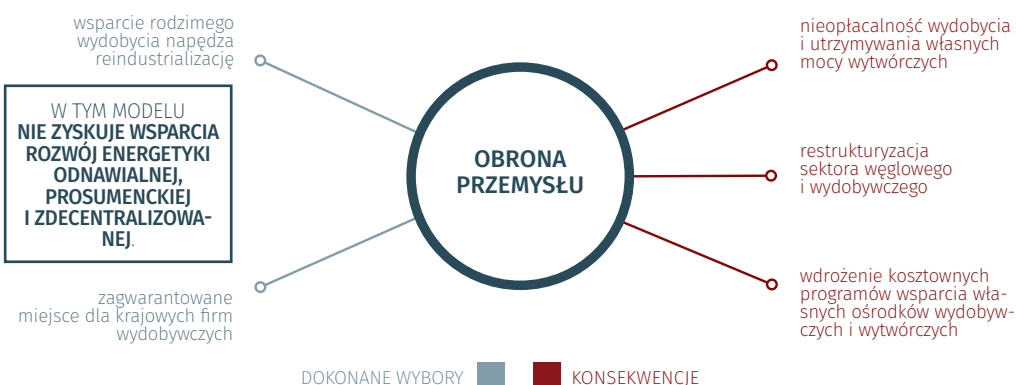 wsparcie rodzimego
wydobycia napędza
reindustrializację
W TYM MODELU
NIE ZYSKUJE WSPARCIA
ROZWÓJ ENERGETYKI
ODNAWIALNEJ,
PROSUMENCKIEJ
I ZDECENTRALIZOWA-
NEJ.
zagwarantowane
miejsce dla krajowych firm
wydobywczych
OBRONA
PRZEMYSŁU
nieopłacalność wydobycia
i utrzymywania własnych
mocy wytwórczych
restrukturyzacja
sektora węglowego
i wydobywczego
wdrożenie kosztownych
programów wsparcia wła-
snych ośrodków wydobyw-
czych i wytwórczych
DOKONANE WYBORY
KONSEKWENCJE